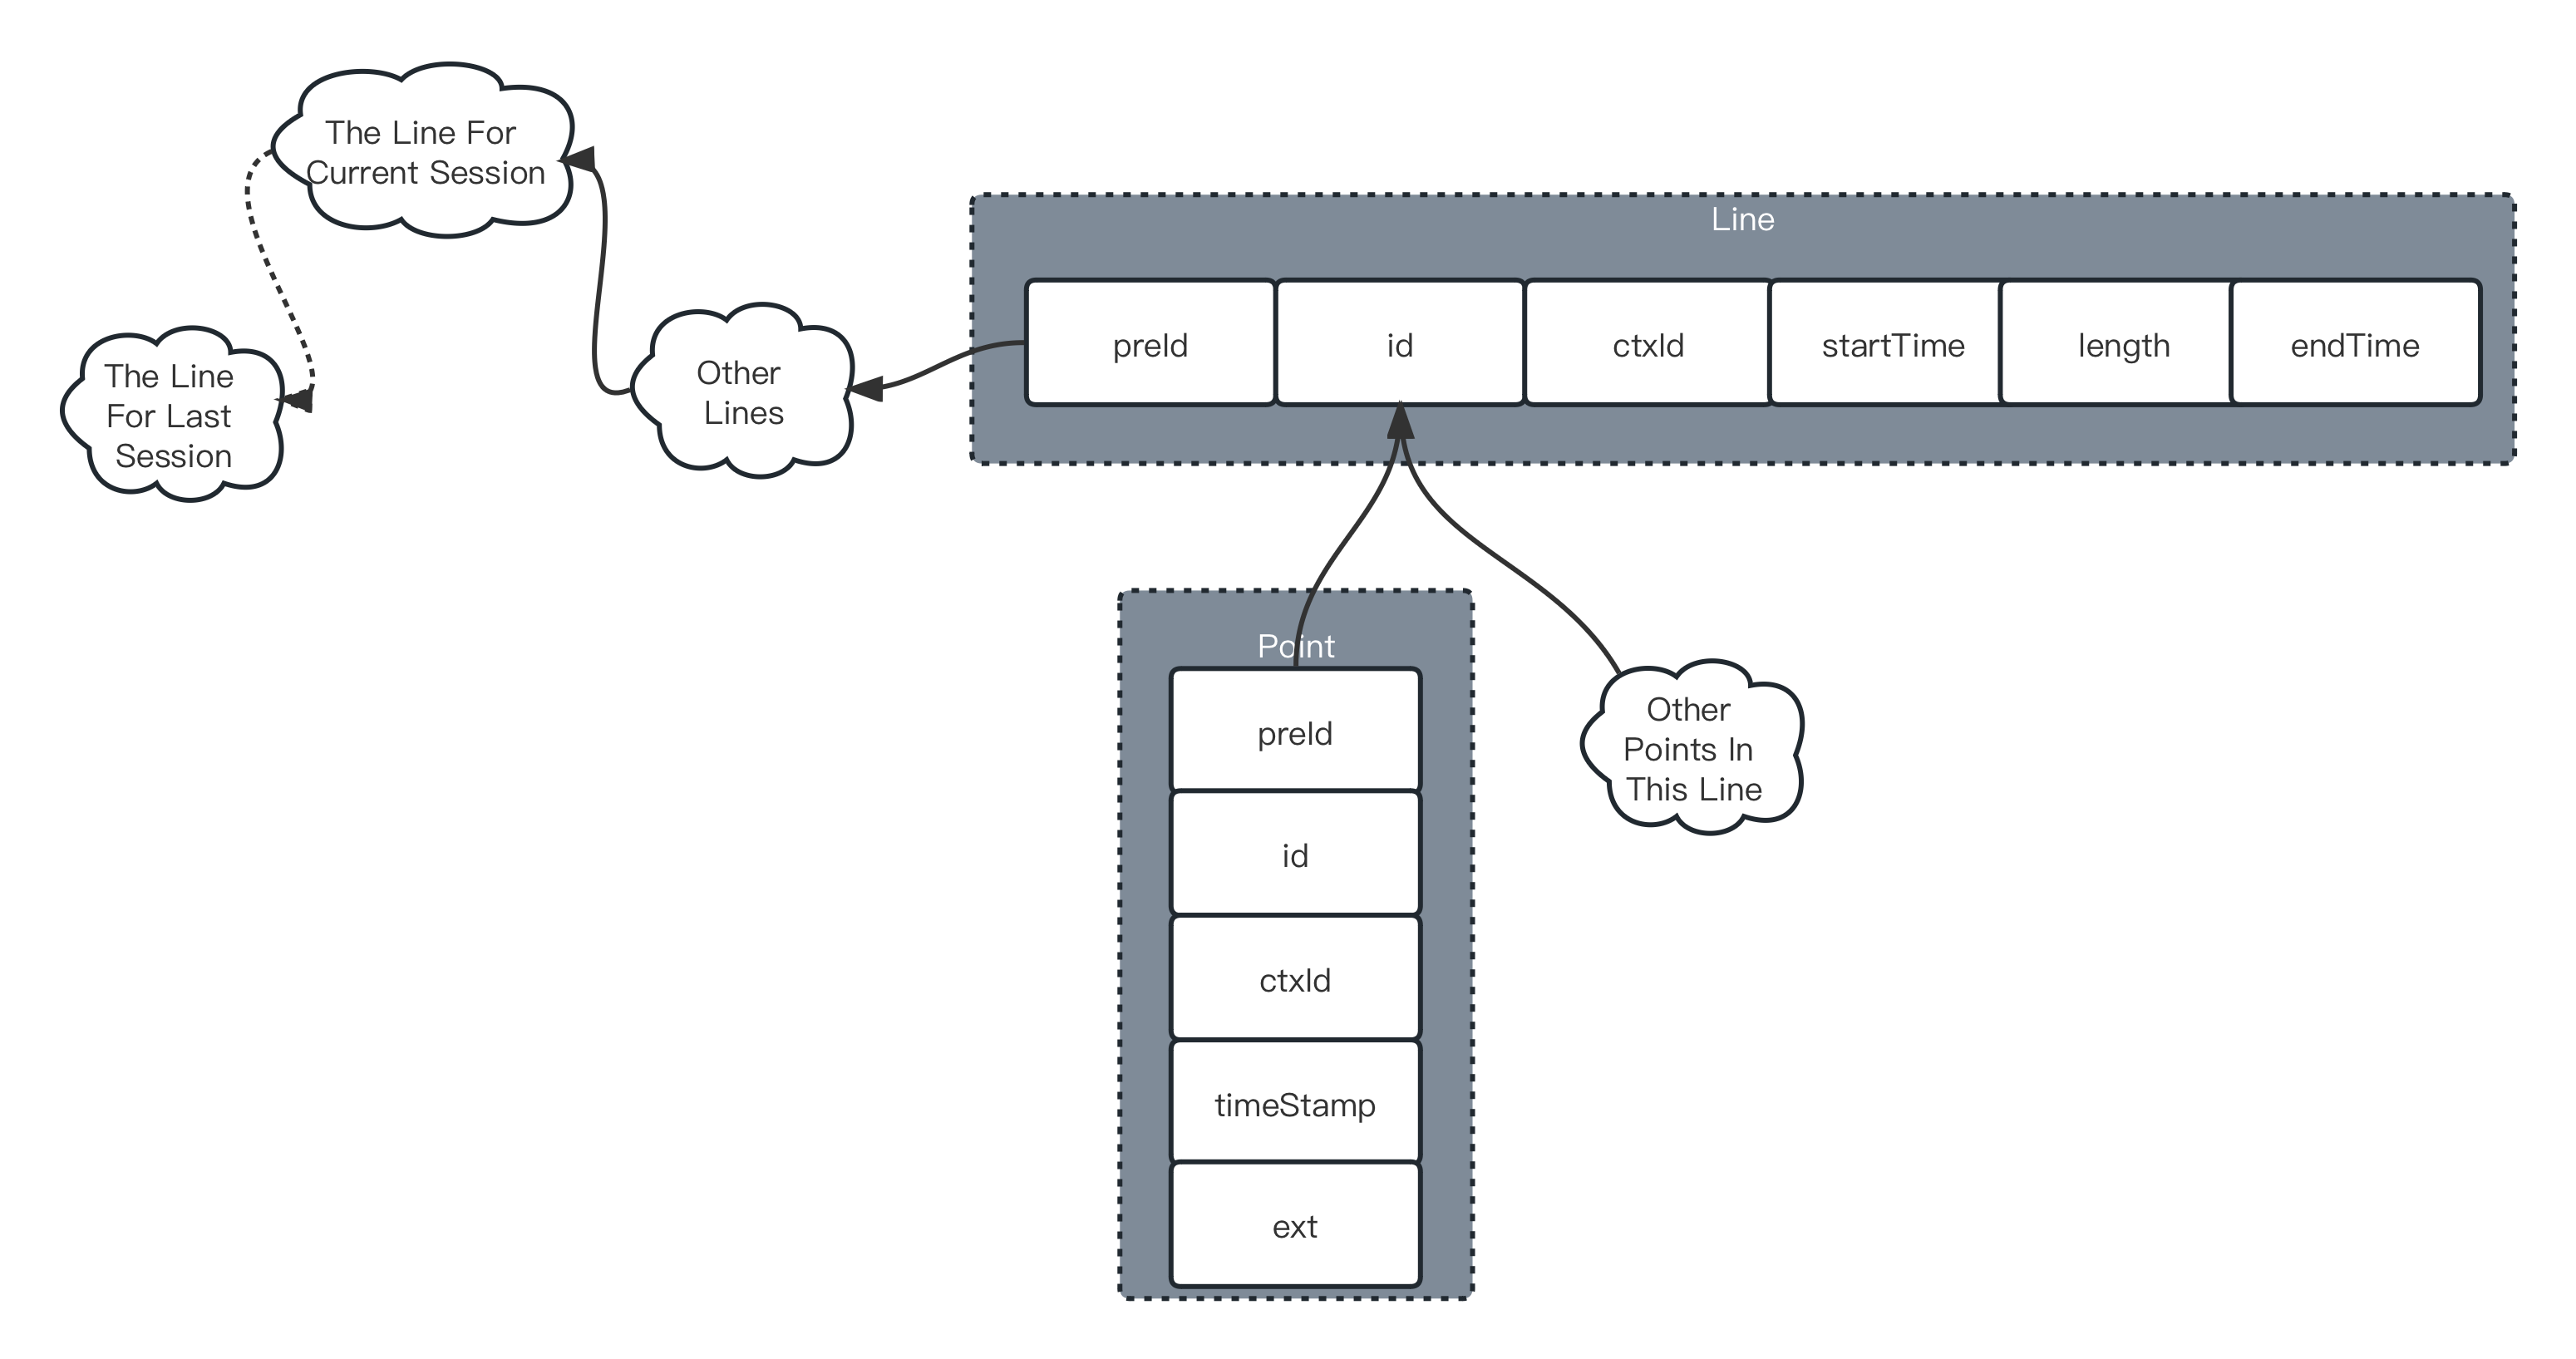 The Line For
Current Session
Line
preId
id
ctxId
startTime
length
endTime
The Line
For Last
Session
Other
Lines
Point
preId
id
ctxId
timeStamp
ext
Other
Points In
This Line